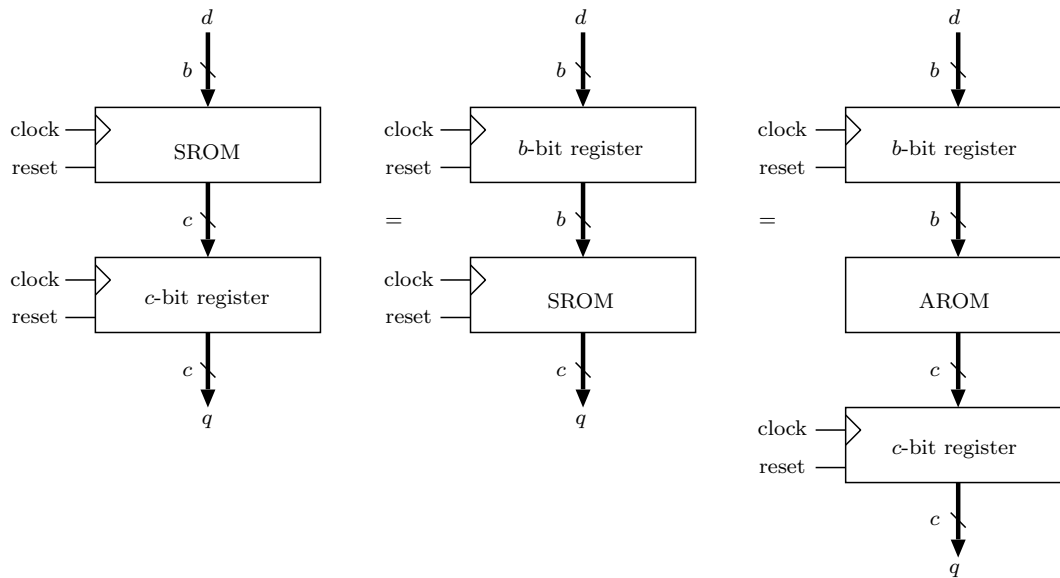 d
b
clock
SROM
reset
c
clock
c-bit register
reset
c
q
=
d
b
clock
b-bit register
reset
b
clock
SROM
reset
c
q
=
d
b
clock
b-bit register
reset
b
AROM
c
clock
c-bit register
reset
c
q